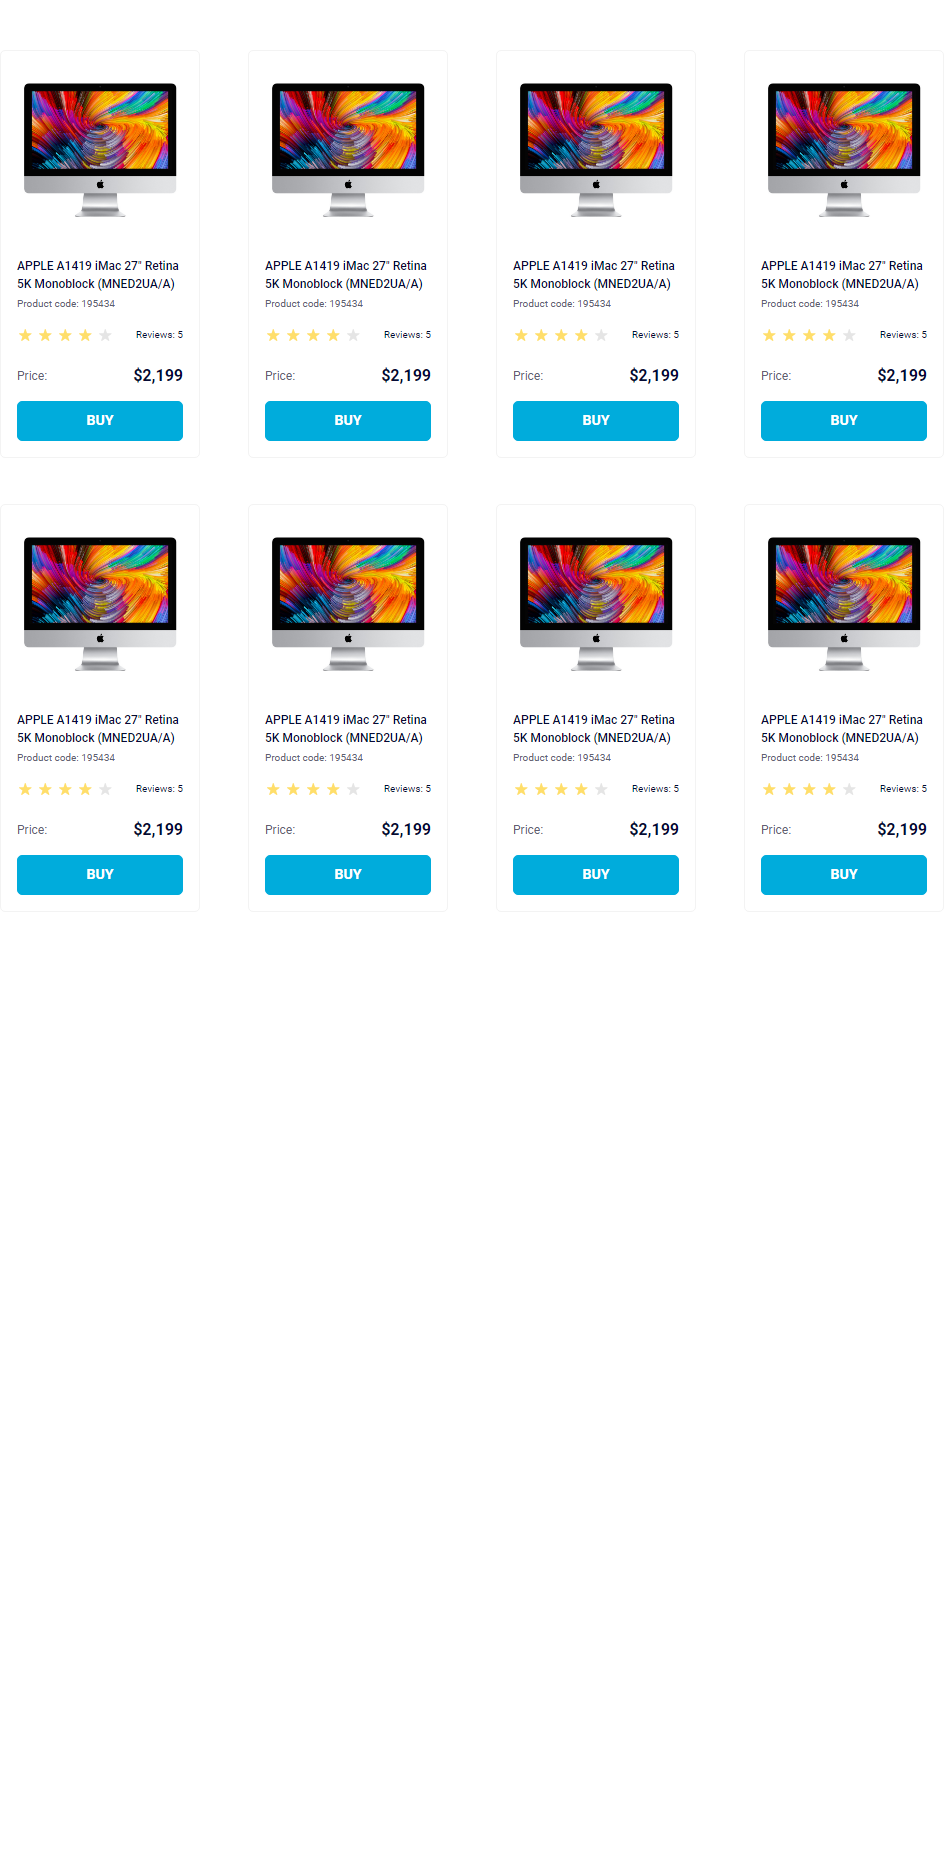 APPLE A1419 iMac 27" Retina
5K Monoblock (MNED2UA/A)
Product code: 195434
Reviews: 5
Price: $2,199
BUY
APPLE A1419 iMac 27" Retina
5K Monoblock (MNED2UA/A)
Product code: 195434
Reviews: 5
Price: $2,199
BUY
APPLE A1419 iMac 27" Retina
5K Monoblock (MNED2UA/A)
Product code: 195434
Reviews: 5
Price: $2,199
BUY
APPLE A1419 iMac 27" Retina
5K Monoblock (MNED2UA/A)
Product code: 195434
Reviews: 5
Price: $2,199
BUY
APPLE A1419 iMac 27" Retina
5K Monoblock (MNED2UA/A)
Product code: 195434
Reviews: 5
Price: $2,199
BUY
APPLE A1419 iMac 27" Retina
5K Monoblock (MNED2UA/A)
Product code: 195434
Reviews: 5
Price: $2,199
BUY
APPLE A1419 iMac 27" Retina
5K Monoblock (MNED2UA/A)
Product code: 195434
Reviews: 5
Price: $2,199
BUY
APPLE A1419 iMac 27" Retina
5K Monoblock (MNED2UA/A)
Product code: 195434
Reviews: 5
Price: $2,199
BUY